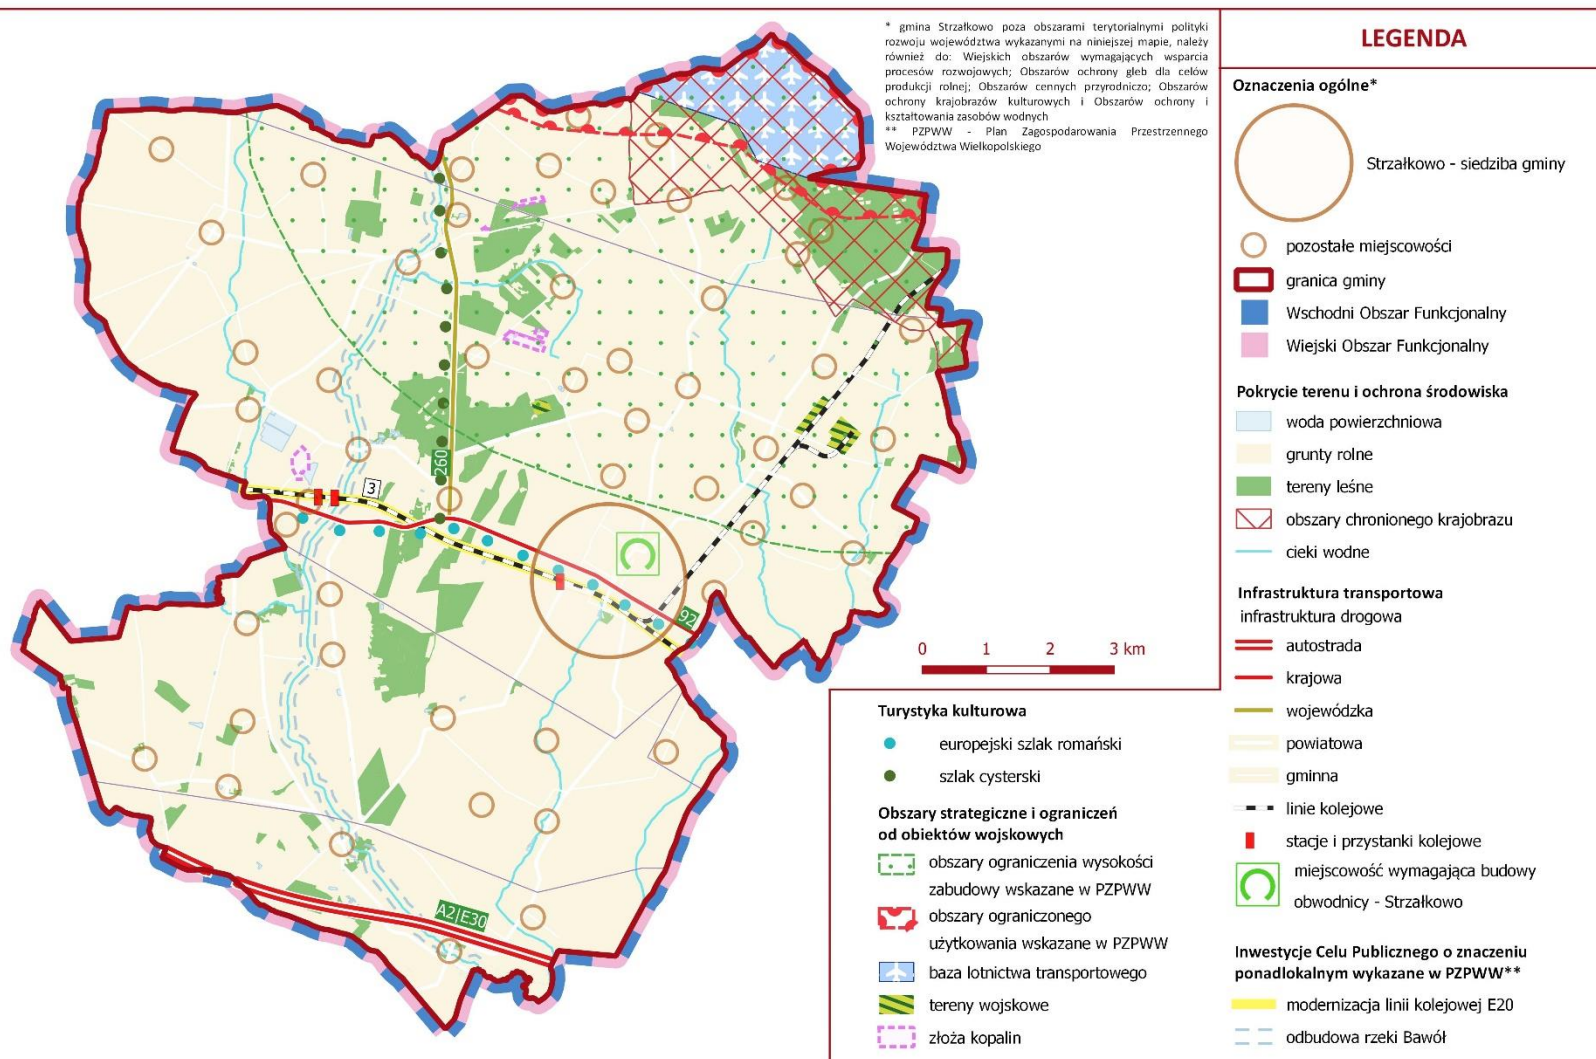 * gmina Strzałkowo poza obszarami terytorialnymi polityki
rozwoju województwa wykazanymi na niniejszej mapie, należy
również do: Wiejskich obszarów wymagających wsparcia
procesów rozwojowych; Obszarów ochrony gleb dla celów
produkcji rolnej; Obszarów cennych przyrodniczo; Obszarów
ochrony krajobrazów kulturowych i Obszarów ochrony i
kształtowania zasobów wodnych
** PZPWW - Plan Zagospodarowania Przestrzennego
Województwa Wielkopolskiego
260
3
92
A2|E30
0 1 2 3 km
LEGENDA
Oznaczenia ogólne*
Strzałkowo - siedziba gminy
pozostałe miejscowości
granica gminy
Wschodni Obszar Funkcjonalny
Wiejski Obszar Funkcjonalny
Pokrycie terenu i ochrona środowiska
woda powierzchniowa
grunty rolne
tereny leśne
obszary chronionego krajobrazu
cieki wodne
Infrastruktura transportowa
infrastruktura drogowa
autostrada
krajowa
wojewódzka
powiatowa
gminna
linie kolejowe
stacje i przystanki kolejowe
miejscowość wymagająca budowy
obwodnicy - Strzałkowo
Inwestycje Celu Publicznego o znaczeniu
ponadlokalnym wykazane w PZPWW**
modernizacja linii kolejowej E20
odbudowa rzeki Bawół
Turystyka kulturowa
europejski szlak romański
szlak cysterski
Obszary strategiczne i ograniczeń
od obiektów wojskowych
obszary ograniczenia wysokości
zabudowy wskazane w PZPWW
obszary ograniczonego
użytkowania wskazane w PZPWW
baza lotnictwa transportowego
tereny wojskowe
złoża kopalin